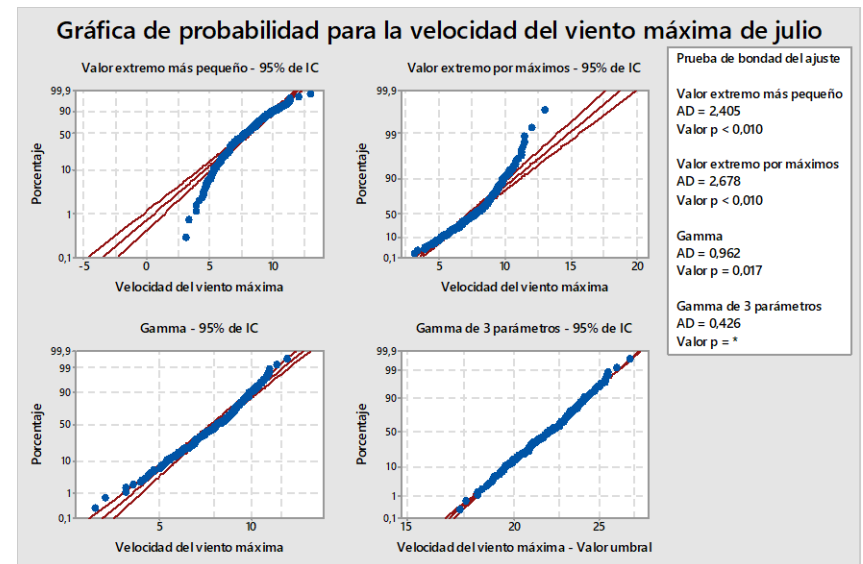 Gráfica de probabilidad para la velocidad del viento máxima de julio
Valor extremo más pequeño - 95% de IC
Porcentaje
99,9
90
50
10
1
0,1
-5
0
5
10
Velocidad del viento máxima
Valor extremo por máximos - 95% de IC
Porcentaje
99,9
99
90
50
10
0,1
5
10
15
20
Velocidad del viento máxima
Gamma - 95% de IC
Porcentaje
99,9
99
90
50
10
1
0,1
5
10
Velocidad del viento máxima
Gamma de 3 parámetros - 95% de IC
Porcentaje
99,9
99
90
50
10
1
0,1
15
20
25
Velocidad del viento máxima - Valor umbral
Prueba de bondad del ajuste
Valor extremo más pequeño
AD = 2,405
Valor p < 0,010
Valor extremo por máximos
AD = 2,678
Valor p < 0,010
Gamma
AD = 0,962
Valor p = 0,017
Gamma de 3 parámetros
AD = 0,426
Valor p = *